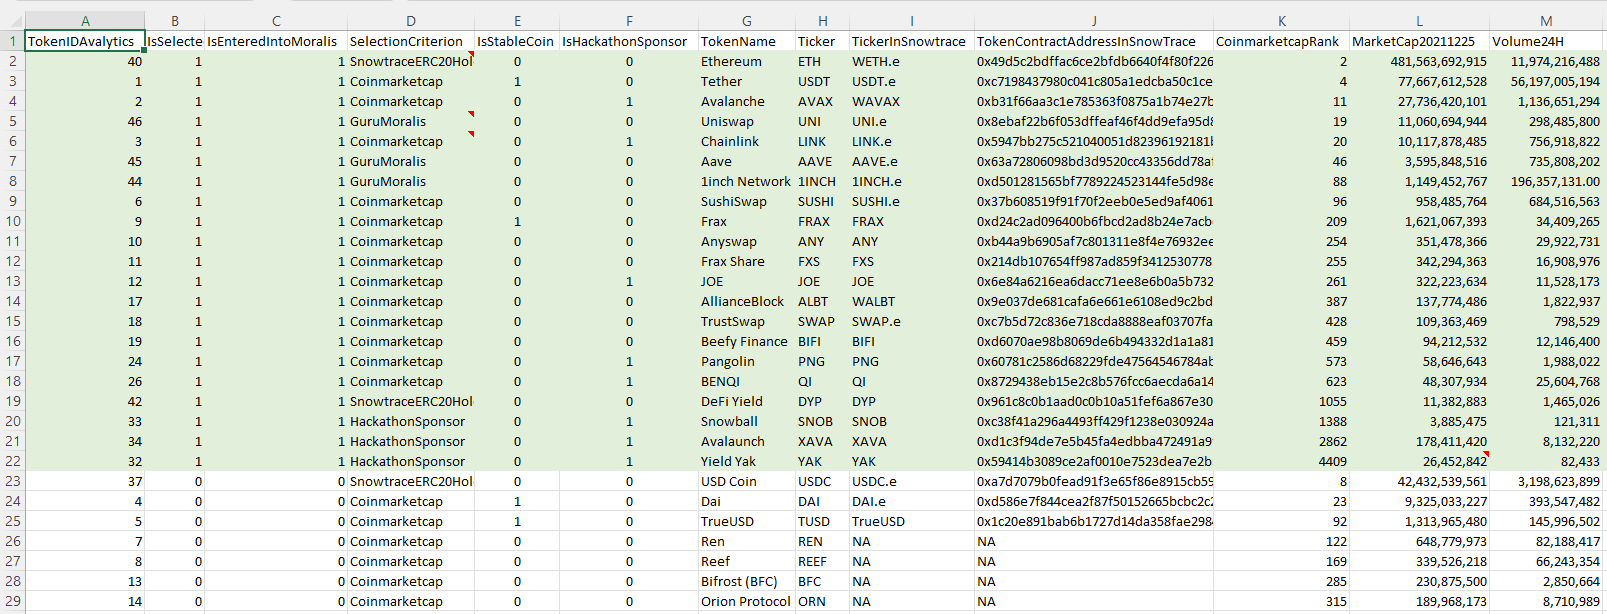 A B C D E F G H I J K L M
1 TokenIDAvalytics IsSelecte IsEnteredIntoMoralis SelectionCriterion IsStableCoin IsHackathonSponsor TokenName Ticker TickerInSnowtrace TokenContractAddressInSnowTrace CoinmarketcapRank MarketCap20211225 Volume24H
2 40 1 1 SnowtraceERC20Hol 0 0 Ethereum ETH WETH.e 0x49d5c2bdffac6ce2bfdb6640f4f80f226 2 481,563,692,915 11,974,216,488
3 1 1 1 Coinmarketcap 1 0 Tether USDT USDT.e 0xc7198437980c041c805a1edcba50c1ce 4 77,667,612,528 56,197,005,194
4 2 1 1 Coinmarketcap 0 1 Avalanche AVAX WAVAX 0xb31f66aa3c1e785363f0875a1b74e27b 11 27,736,420,101 1,136,651,294
5 46 1 1 GuruMoralis 0 0 Uniswap UNI UNI.e 0x8ebaf22b6f053dffeaf46f4dd9efa95d8 19 11,060,694,944 298,485,800
6 3 1 1 Coinmarketcap 0 1 Chainlink LINK LINK.e 0x5947bb275c521040051d82396192181b 20 10,117,878,485 756,918,822
7 45 1 1 GuruMoralis 0 0 Aave AAVE AAVE.e 0x63a72806098bd3d9520cc43356dd78af 46 3,595,848,516 735,808,202
8 44 1 1 GuruMoralis 0 0 1inch Network 1INCH 1INCH.e 0xd501281565bf7789224523144fe5d98e 88 1,149,452,767 196,357,131.00
9 6 1 1 Coinmarketcap 0 0 SushiSwap SUSHI SUSHI.e 0x37b608519f91f70f2eeb0e5ed9af4061 96 958,485,764 684,516,563
10 9 1 1 Coinmarketcap 1 0 Frax FRAX FRAX 0xd24c2ad096400b6fbcd2ad8b24e7acb 209 1,621,067,393 34,409,265
11 10 1 1 Coinmarketcap 0 0 Anyswap ANY ANY 0xb44a9b6905af7c801311e8f4e76932ee 254 351,478,366 29,922,731
12 11 1 1 Coinmarketcap 0 0 Frax Share FXS FXS 0x214db107654ff987ad859f3412530778 255 342,294,363 16,908,976
13 12 1 1 Coinmarketcap 0 1 JOE JOE JOE 0x6e84a6216ea6dacc71ee8e6b0a5b732 261 322,223,634 11,528,173
14 17 1 1 Coinmarketcap 0 0 AllianceBlock ALBT WALBT 0x9e037de681cafa6e661e6108ed9c2bd 387 137,774,486 1,822,937
15 18 1 1 Coinmarketcap 0 0 TrustSwap SWAP SWAP.e 0xc7b5d72c836e718cda8888eaf03707fa 428 109,363,469 798,529
16 19 1 1 Coinmarketcap 0 0 Beefy Finance BIFI BIFI 0xd6070ae98b8069de6b494332d1a1a81 459 94,212,532 12,146,400
17 24 1 1 Coinmarketcap 0 1 Pangolin PNG PNG 0x60781c2586d68229fde47564546784ab 573 58,646,643 1,988,022
18 26 1 1 Coinmarketcap 0 1 BENQI QI QI 0x8729438eb15e2c8b576fcc6aecda6a14 623 48,307,934 25,604,768
19 42 1 1 SnowtraceERC20Hol 0 0 DeFi Yield DYP DYP 0x961c8c0b1aad0c0b10a51fef6a867e30 1055 11,382,883 1,465,026
20 33 1 1 HackathonSponsor 0 1 Snowball SNOB SNOB 0xc38f41a296a4493ff429f1238e030924a 1388 3,885,475 121,311
21 34 1 1 HackathonSponsor 0 1 Avalaunch XAVA XAVA 0xd1c3f94de7e5b45fa4edbba472491a9 2862 178,411,420 8,132,220
22 32 1 1 HackathonSponsor 0 1 Yield Yak YAK YAK 0x59414b3089ce2af0010e7523dea7e2b 4409 26,452,842 82,433
23 37 0 0 SnowtraceERC20Hol 0 0 USD Coin USDC USDC.e 0xa7d7079b0fead91f3e65f86e8915cb59 8 42,432,539,561 3,198,623,899
24 4 0 0 Coinmarketcap 1 0 Dai DAI DAI.e 0xd586e7f844cea2f87f50152665bcbc2c2 23 9,325,033,227 393,547,482
25 5 0 0 Coinmarketcap 1 0 TrueUSD TUSD TrueUSD 0x1c20e891bab6b1727d14da358fae298 92 1,313,965,480 145,996,502
26 7 0 0 Coinmarketcap 0 0 Ren REN NA NA 122 648,779,973 82,188,417
27 8 0 0 Coinmarketcap 0 0 Reef REEF NA NA 169 339,526,218 66,243,354
28 13 0 0 Coinmarketcap 0 0 Bifrost (BFC) BFC NA NA 285 230,875,500 2,850,664
29 14 0 0 Coinmarketcap 0 0 Orion Protocol ORN NA NA 315 189,968,173 8,710,989